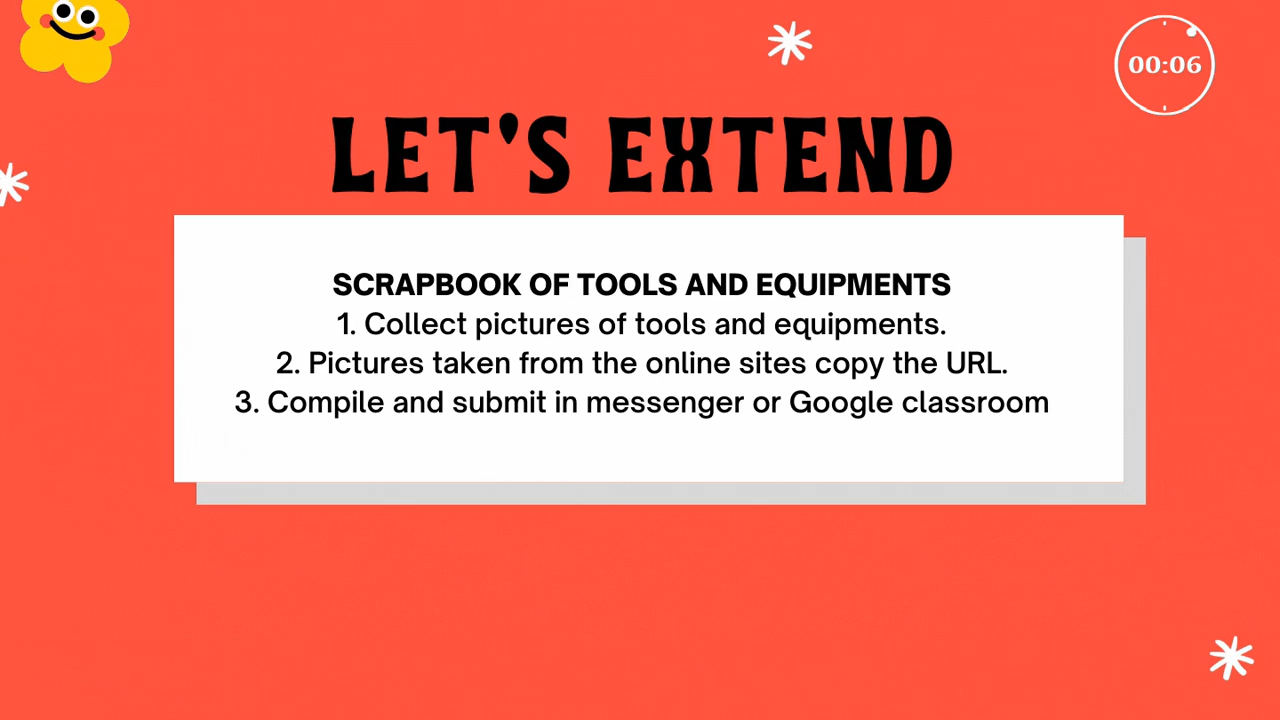 00:06
LET'S EXTEND
SCRAPBOOK OF TOOLS AND EQUIPMENTS
1. Collect pictures of tools and equipments.
2. Pictures taken from the online sites copy the URL.
3. Compile and submit in messenger or Google classroom